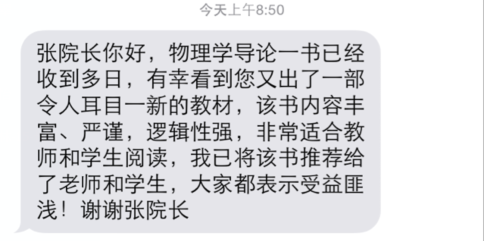 今天上午8:50
张院长你好，物理学导论一书已经
收到多日，有幸看到您又出了一部
令人耳目一新的教材，该书内容丰
富、严谨，逻辑性强，非常适合教
师和学生阅读，我已将该书推荐给
了老师和学生，大家都表示受益匪
浅！谢谢张院长